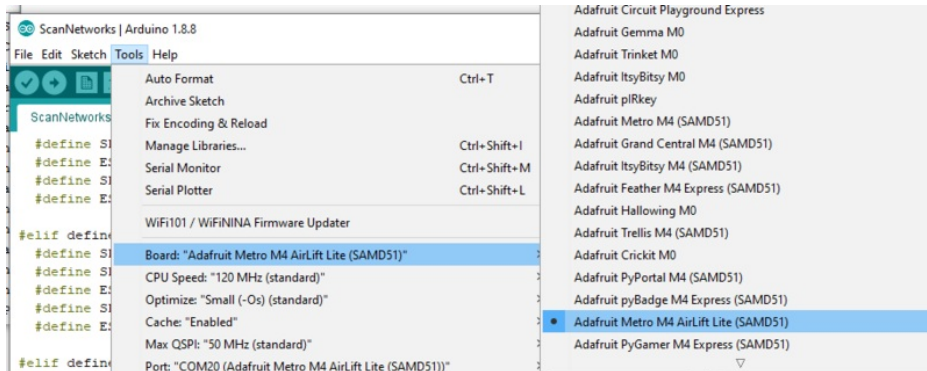 ScanNetworks | Arduino 1.8.8
File Edit Sketch Tools Help
ScanNetworks
#define
#define
#define
#define
#elif
#define
#define
#define
#define
#elif
Auto Format Ctrl+T
Archive Sketch
Fix Encoding & Reload
Manage Libraries... Ctrl+Shift+I
Serial Monitor Ctrl+Shift+M
Serial Plotter Ctrl+Shift+L
WiFi101 / WiFiNINA Firmware Updater
Board: "Adafruit Metro M4 AirLift Lite (SAMD51)"
CPU Speed: "120 MHz (standard)"
Optimize: "Small (-Os) (standard)"
Cache: "Enabled"
Max QSPI: "50 MHz (standard)"
Port: "COM20 (Adafruit Metro M4 AirLift Lite (SAMD51))"
Adafruit Circuit Playground Express
Adafruit Gemma M0
Adafruit Trinket M0
Adafruit ItsyBitsy M0
Adafruit pIRkey
Adafruit Metro M4 (SAMD51)
Adafruit Grand Central M4 (SAMD51)
Adafruit ItsyBitsy M4 (SAMD51)
Adafruit Feather M4 Express (SAMD51)
Adafruit Hallowing M0
Adafruit Trellis M4 (SAMD51)
Adafruit Crickit M0
Adafruit PyPortal M4 (SAMD51)
Adafruit pyBadge M4 Express (SAMD51)
Adafruit Metro M4 AirLift Lite (SAMD51)
Adafruit PyGamer M4 Express (SAMD51)